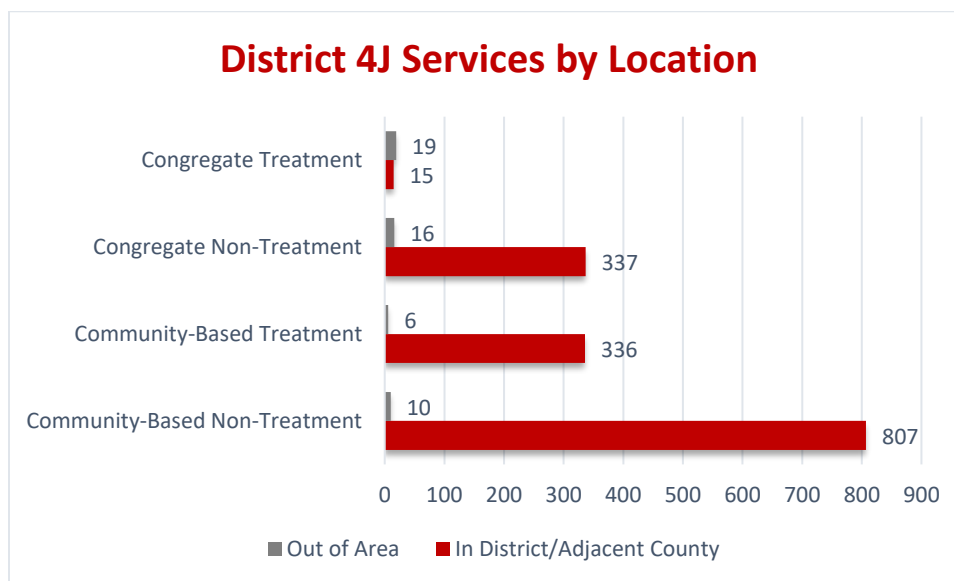 District 4J Services by Location
Congregate Treatment
19
15
Congregate Non-Treatment
16
337
Community-Based Treatment
6
336
Community-Based Non-Treatment
10
807
0 100 200 300 400 500 600 700 800 900
Out of Area In District/Adjacent County